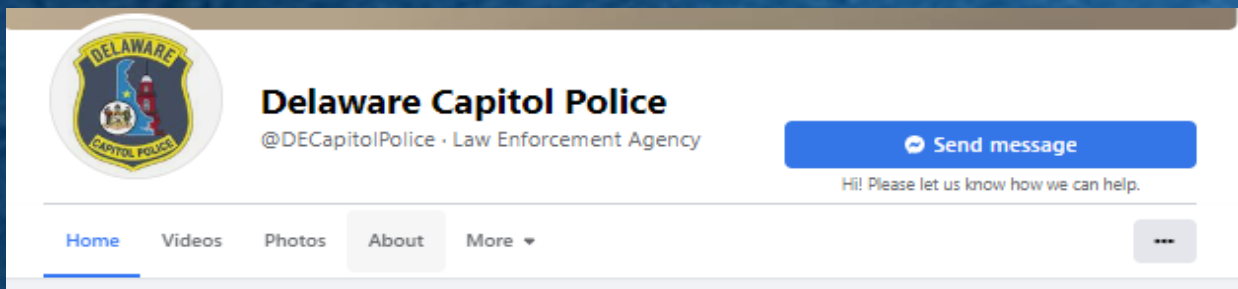 DELAWARE
CAPITOL POLICE
Delaware Capitol Police
@DECapitolPolice · Law Enforcement Agency
Send message
Hi! Please let us know how we can help.
Home Videos Photos About More